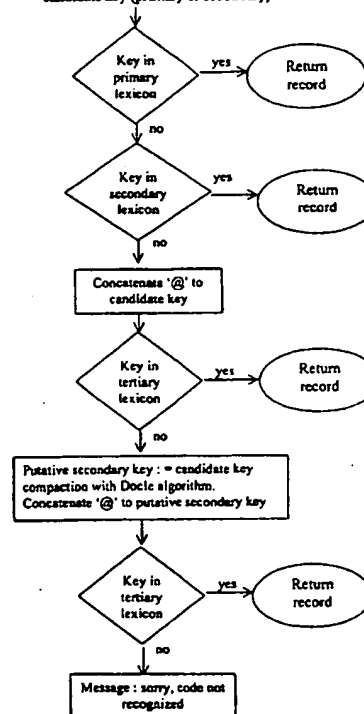 Key in
primary
lexicon
yes
Return
record
no
Key in
secondary
lexicon
yes
Return
record
no
Concatenate '@' to
candidate key
Key in
tertiary
lexicon
yes
Return
record
no
Putative secondary key : = candidate key
compaction with Docle algorithm.
Concatenate '@' to putative secondary key
Key in
tertiary
lexicon
yes
Return
record
no
Message : sorry, code not
recognized